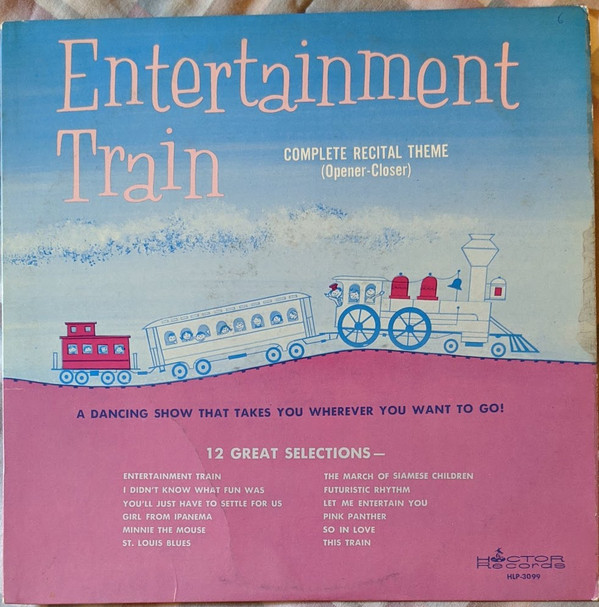 6
Entertainment
Train
COMPLETE RECITAL THEME
(Opener-Closer)
A DANCING SHOW THAT TAKES YOU WHEREVER YOU WANT TO GO!
12 GREAT SELECTIONS—
ENTERTAINMENT TRAIN
I DIDN'T KNOW WHAT FUN WAS
YOU'LL JUST HAVE TO SETTLE FOR US
GIRL FROM IPANEMA
MINNIE THE MOUSE
ST. LOUIS BLUES
THE MARCH OF SIAMESE CHILDREN
FUTURISTIC RHYTHM
LET ME ENTERTAIN YOU
PINK PANTHER
SO IN LOVE
THIS TRAIN
HOCTOR
Records
HLP-3099